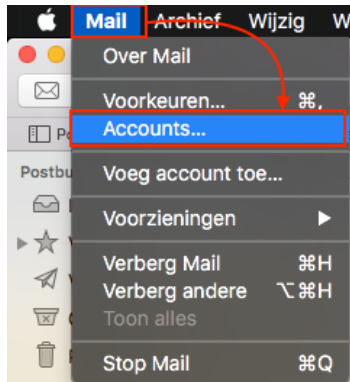 Mail Archief Wijzig
Over Mail
Voorkeuren... ⌘,
Accounts...
Postbu
Voeg account toe...
Voorzieningen
Verberg Mail ⌘H
Verberg andere ⌥⌘H
Toon alles
Stop Mail ⌘Q